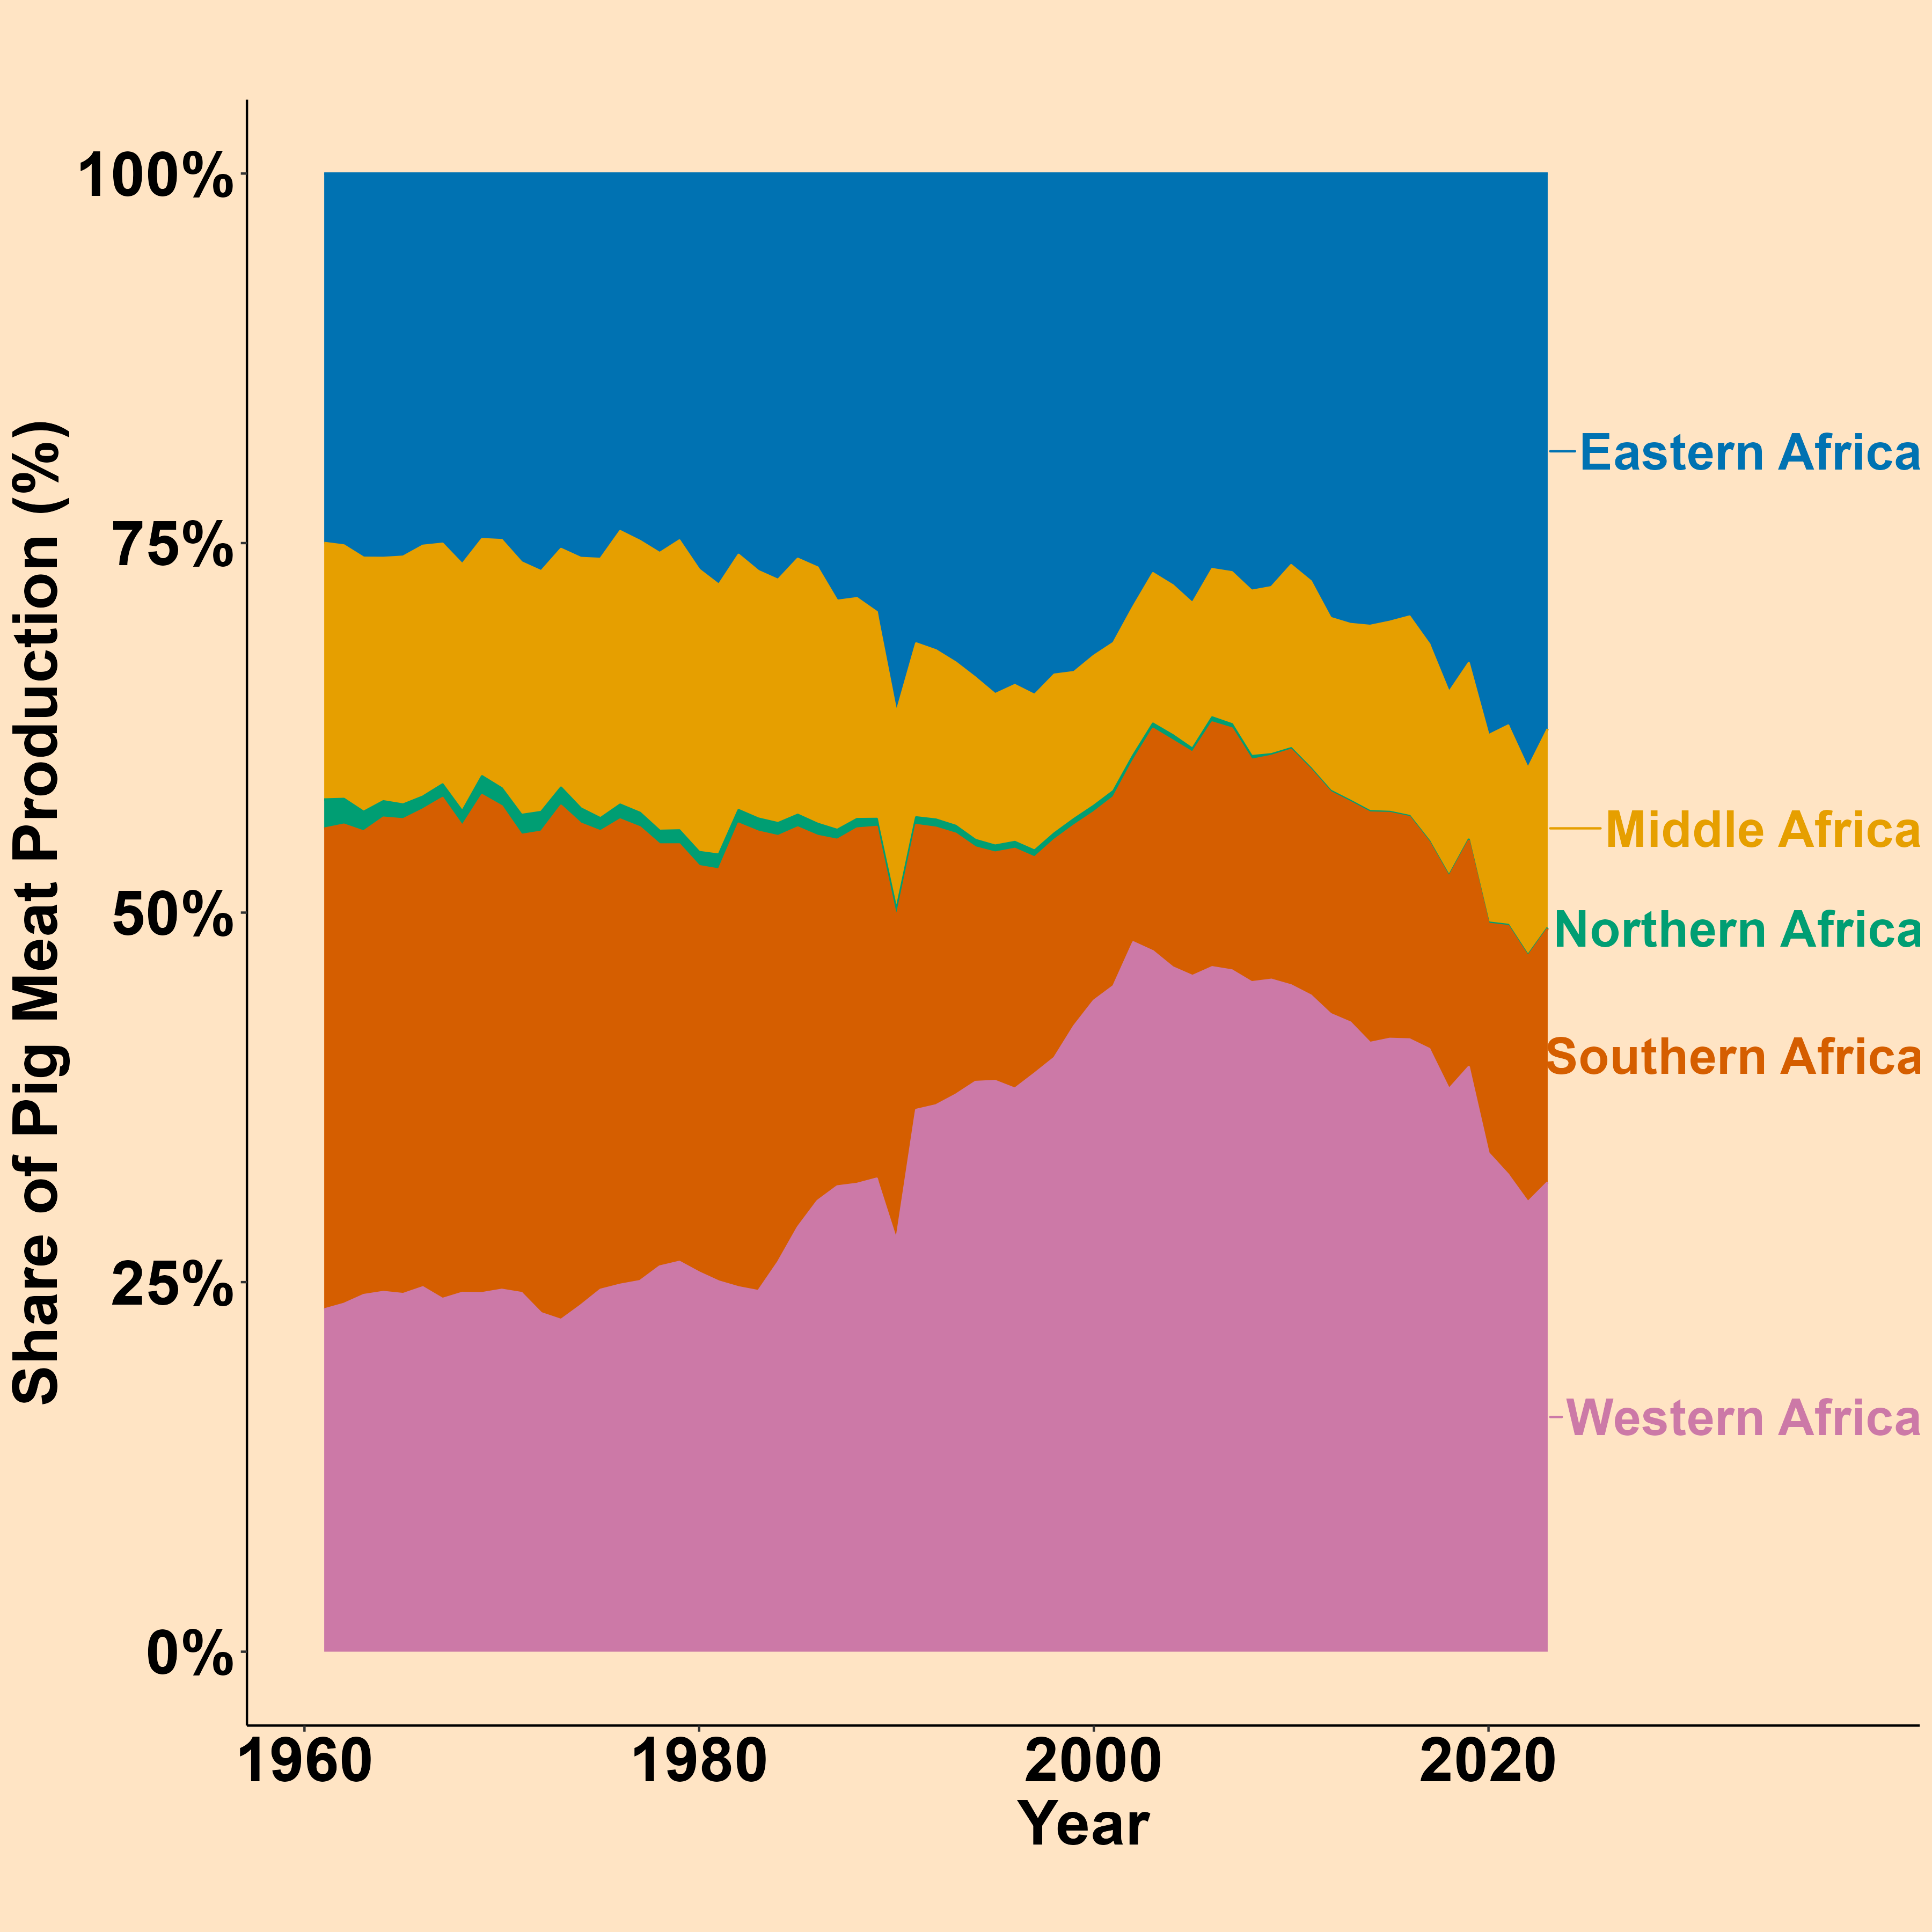 Share of Pig Meat Production (%)
100%
75%
50%
25%
0%
1960
1980
2000
2020
Year
Eastern Africa
Middle Africa
Northern Africa
Southern Africa
Western Africa